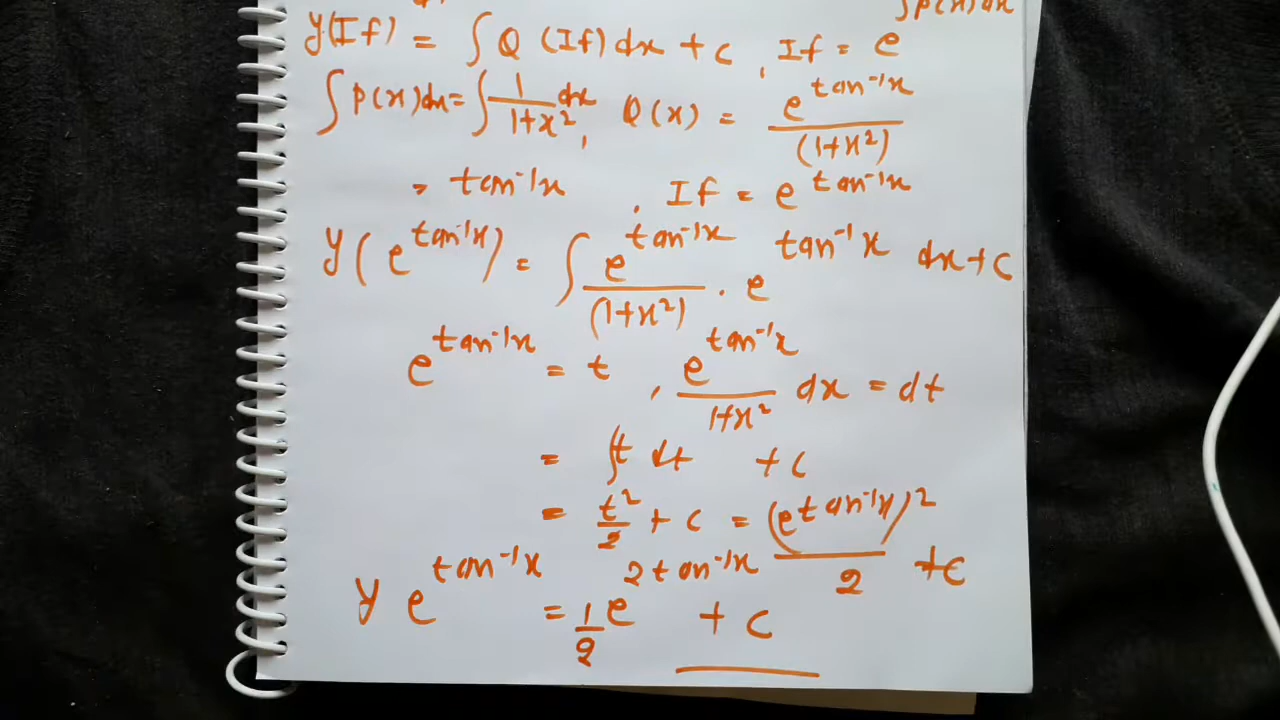 ∫P(x)dx
y(If) = ∫Q (If) dx + c , If = e
∫P(x)dx = ∫1/(1+x²) dx , Q(x) = e^(tan⁻¹x)/(1+x²)
= tan⁻¹x , If = e^(tan⁻¹x)
y(e^(tan⁻¹x)) = ∫ e^(tan⁻¹x)/(1+x²) . e^(tan⁻¹x) dx + c
e^(tan⁻¹x) = t , e^(tan⁻¹x)/(1+x²) dx = dt
= ∫t dt + c
= t²/2 + c = (e^(tan⁻¹x))²/2 + c
y e^(tan⁻¹x) = 1/2 e^(2tan⁻¹x) + c